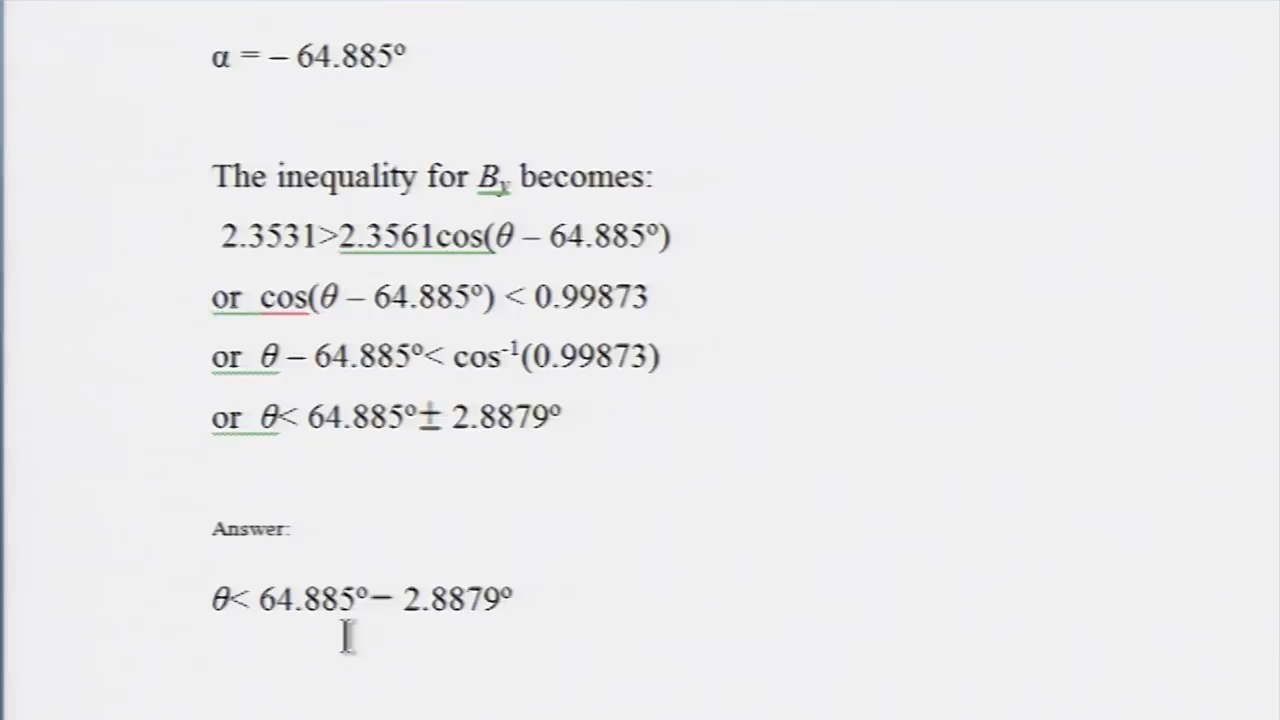 α = – 64.885º
The inequality for By becomes:
2.3531>2.3561cos(θ – 64.885º)
or cos(θ – 64.885º) < 0.99873
or θ – 64.885º< cos-1(0.99873)
or θ< 64.885º± 2.8879º
Answer:
θ< 64.885º– 2.8879º